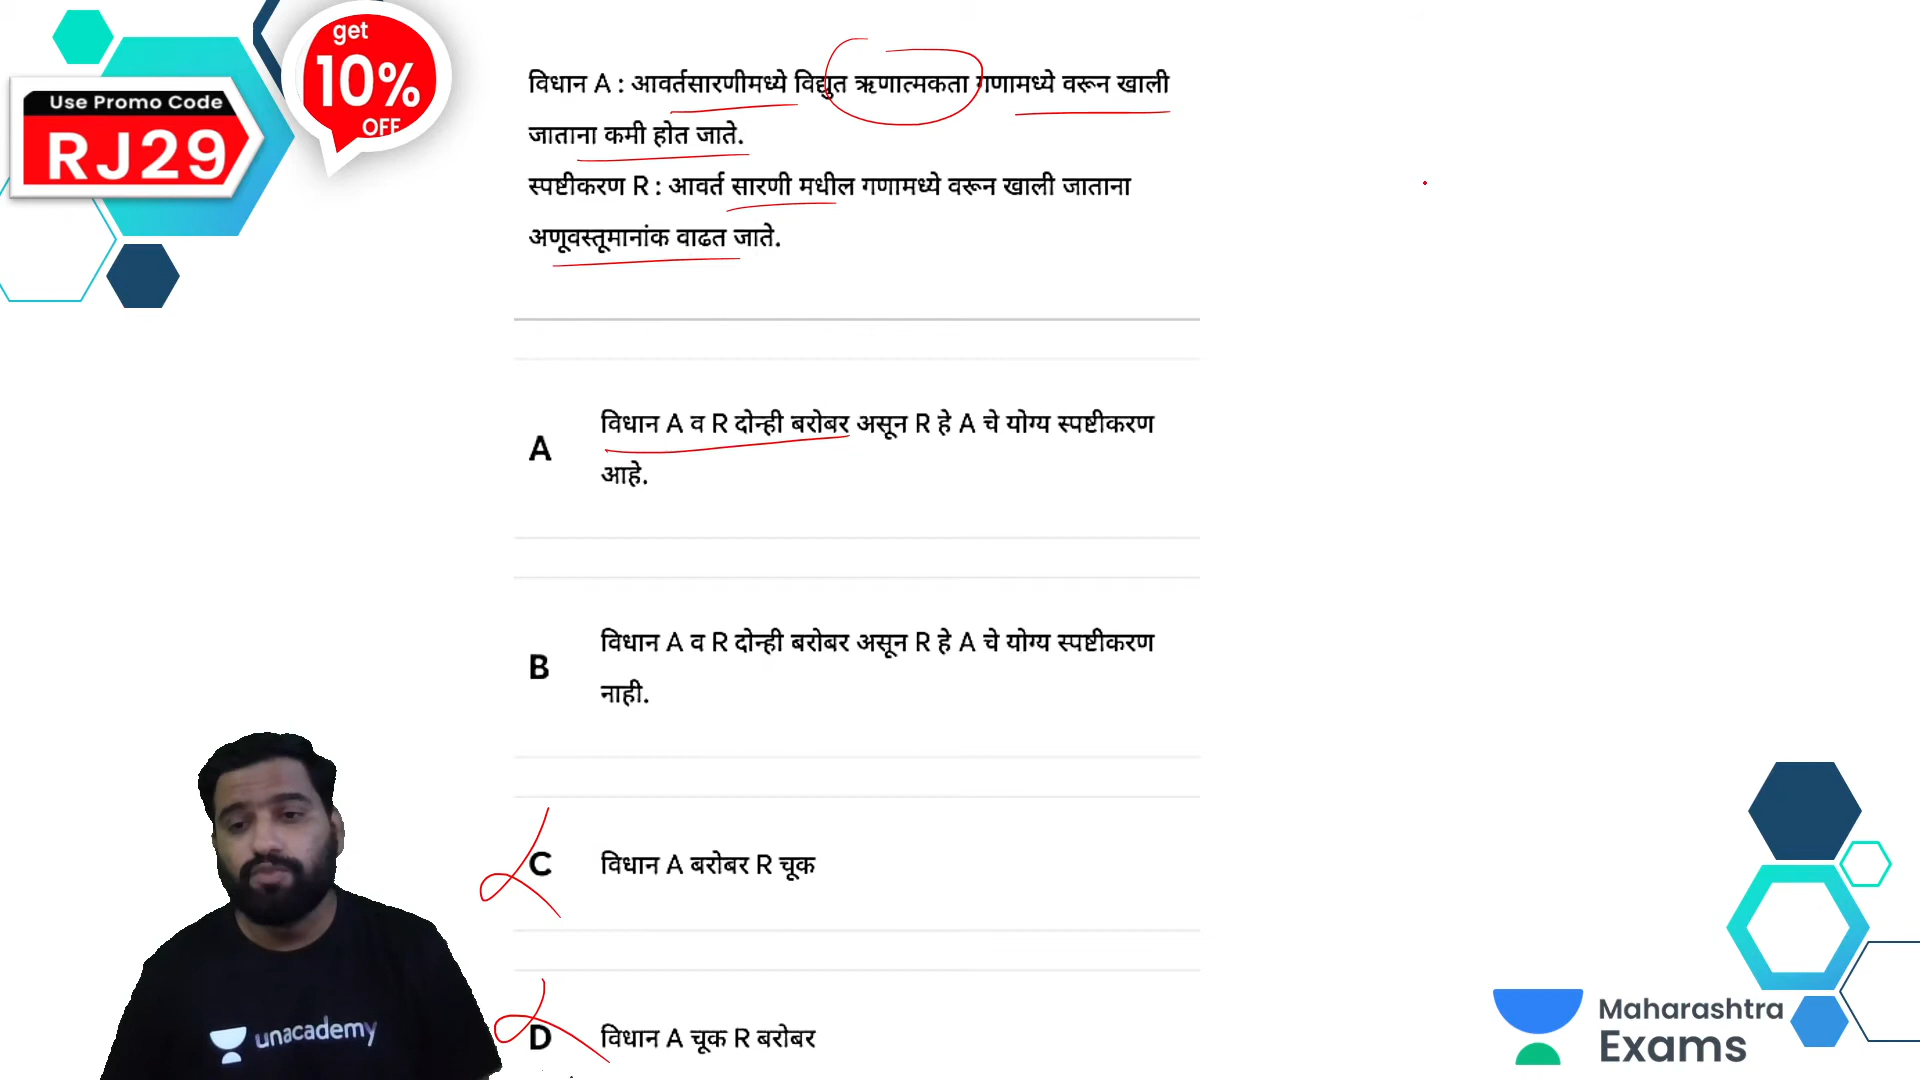 get
10%
OFF
Use Promo Code
RJ29
विधान A : आवर्तसारणीमध्ये विद्युत ऋणात्मकता गणामध्ये वरून खाली
जाताना कमी होत जाते.
स्पष्टीकरण R : आवर्त सारणी मधील गणामध्ये वरून खाली जाताना
अणूवस्तूमानांक वाढत जाते.
A
विधान A व R दोन्ही बरोबर असून R हे A चे योग्य स्पष्टीकरण
आहे.
B
विधान A व R दोन्ही बरोबर असून R हे A चे योग्य स्पष्टीकरण
नाही.
C विधान A बरोबर R चूक
D विधान A चूक R बरोबर
unacademy
Maharashtra
Exams